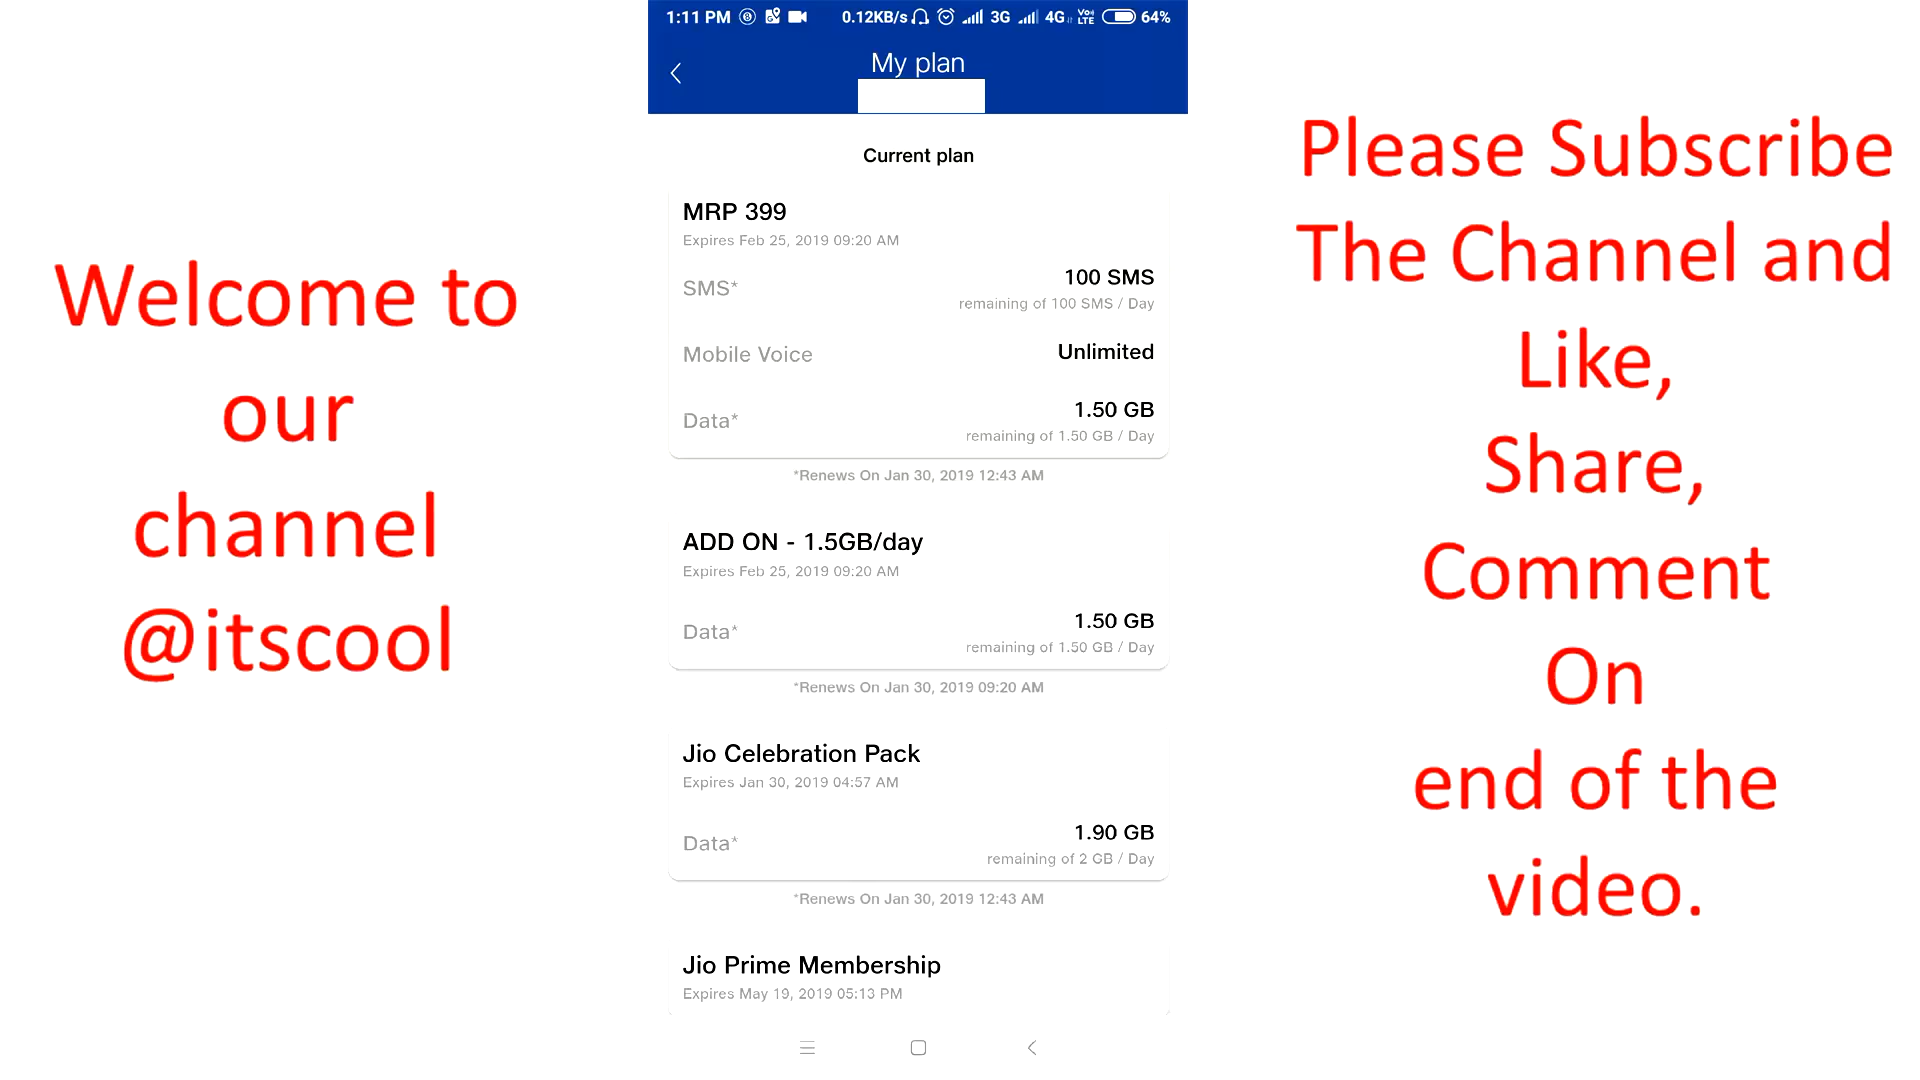 Welcome to
our
channel
@itscool
1:11 PM 0.12KB/s 3G 4G VoLTE 64%
My plan
Current plan
MRP 399
Expires Feb 25, 2019 09:20 AM
SMS* 100 SMS
remaining of 100 SMS / Day
Mobile Voice Unlimited
Data* 1.50 GB
remaining of 1.50 GB / Day
*Renews On Jan 30, 2019 12:43 AM
ADD ON - 1.5GB/day
Expires Feb 25, 2019 09:20 AM
Data* 1.50 GB
remaining of 1.50 GB / Day
*Renews On Jan 30, 2019 09:20 AM
Jio Celebration Pack
Expires Jan 30, 2019 04:57 AM
Data* 1.90 GB
remaining of 2 GB / Day
*Renews On Jan 30, 2019 12:43 AM
Jio Prime Membership
Expires May 19, 2019 05:13 PM
Please Subscribe
The Channel and
Like,
Share,
Comment
On
end of the
video.